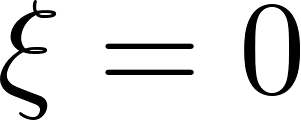 ξ = 0